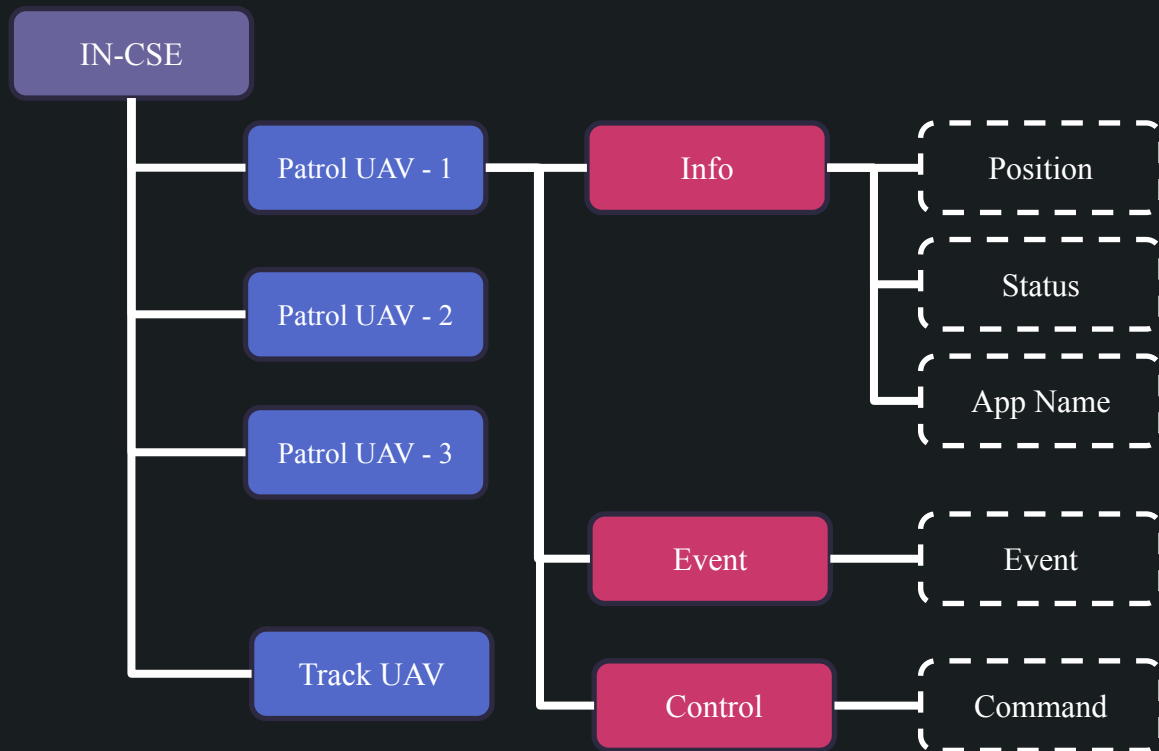 IN-CSE
Patrol UAV - 1
Info
Position
Status
App Name
Patrol UAV - 2
Patrol UAV - 3
Event
Event
Track UAV
Control
Command